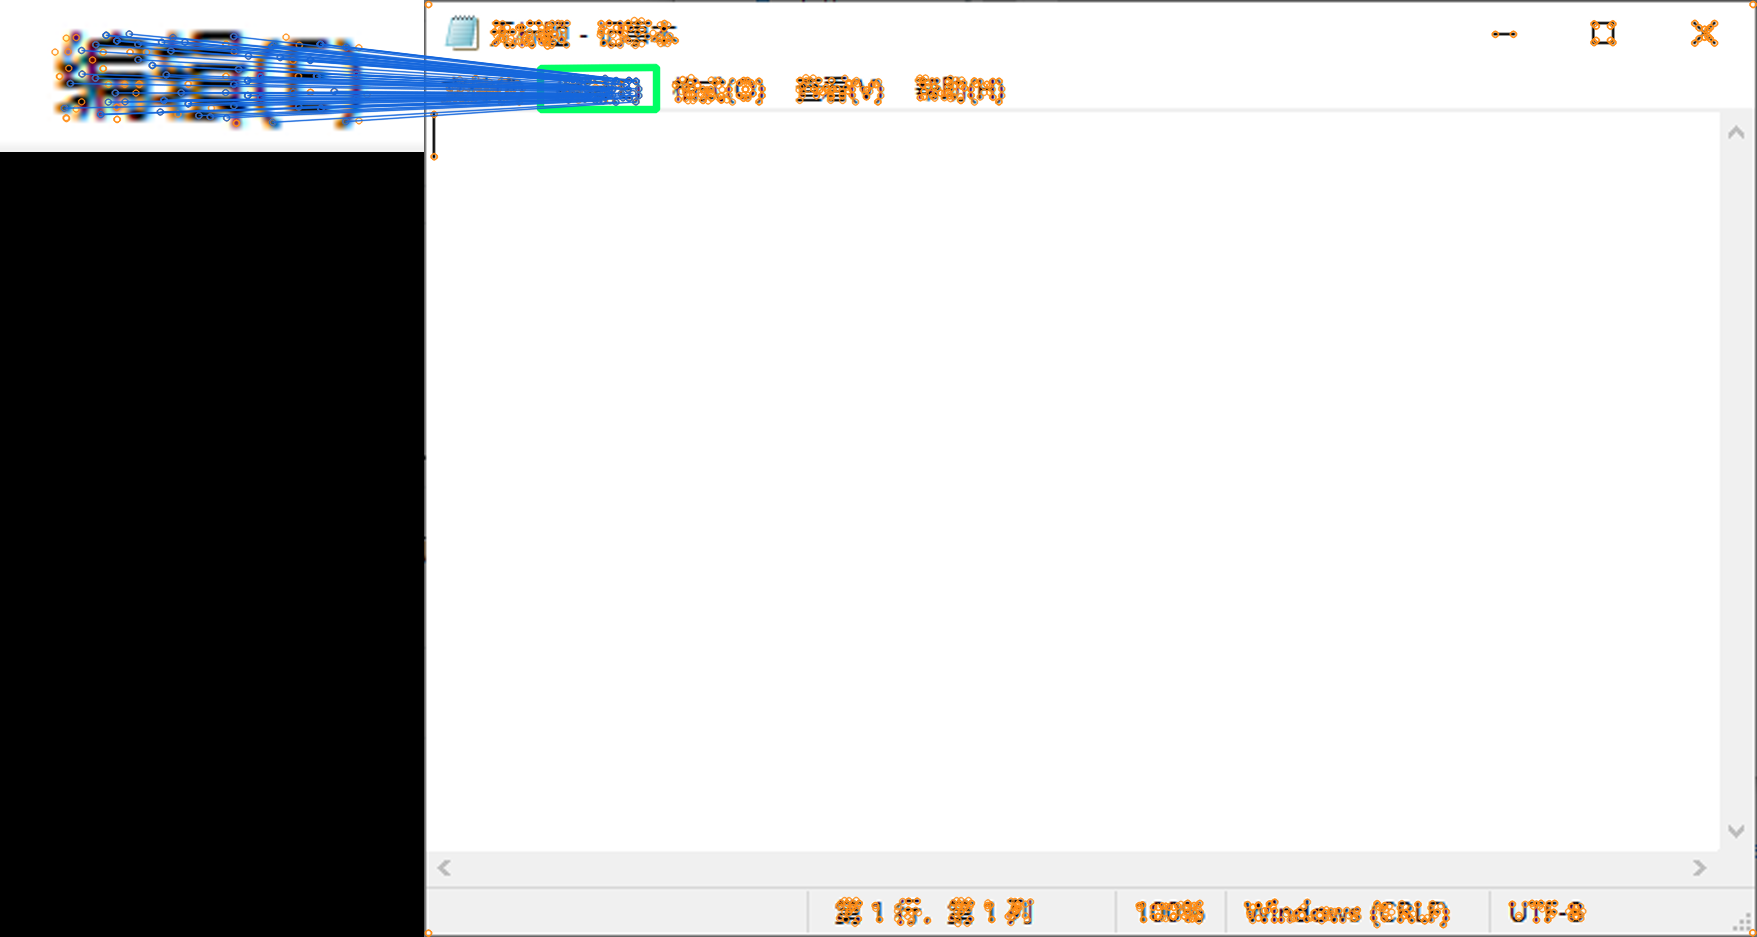 编辑(E)
无标题 - 记事本
格式(O) 查看(V) 帮助(H)
第 1 行，第 1 列 100% Windows (CRLF) UTF-8